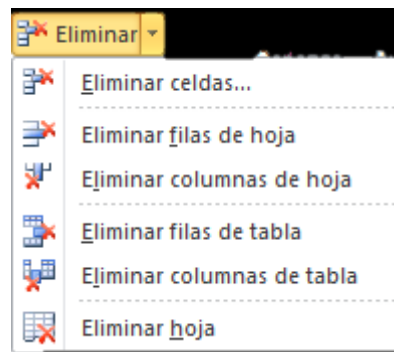 Eliminar
Eliminar celdas...
Eliminar filas de hoja
Eliminar columnas de hoja
Eliminar filas de tabla
Eliminar columnas de tabla
Eliminar hoja